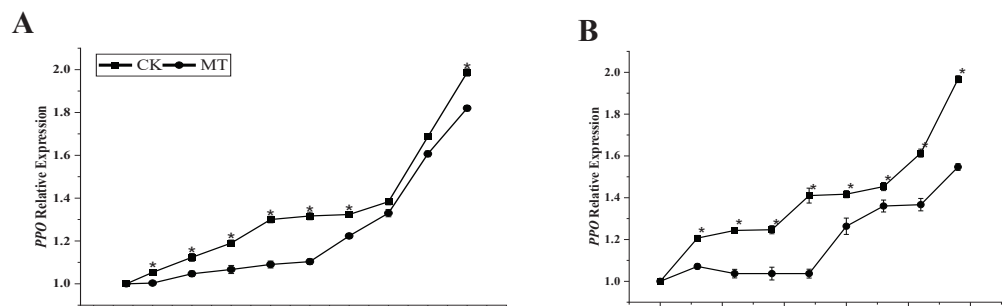 A
CK MT
PPO Relative Expression
2.0
1.8
1.6
1.4
1.2
1.0
* * * * * * * *
B
PPO Relative Expression
2.0
1.8
1.6
1.4
1.2
1.0
* * * * * * * *